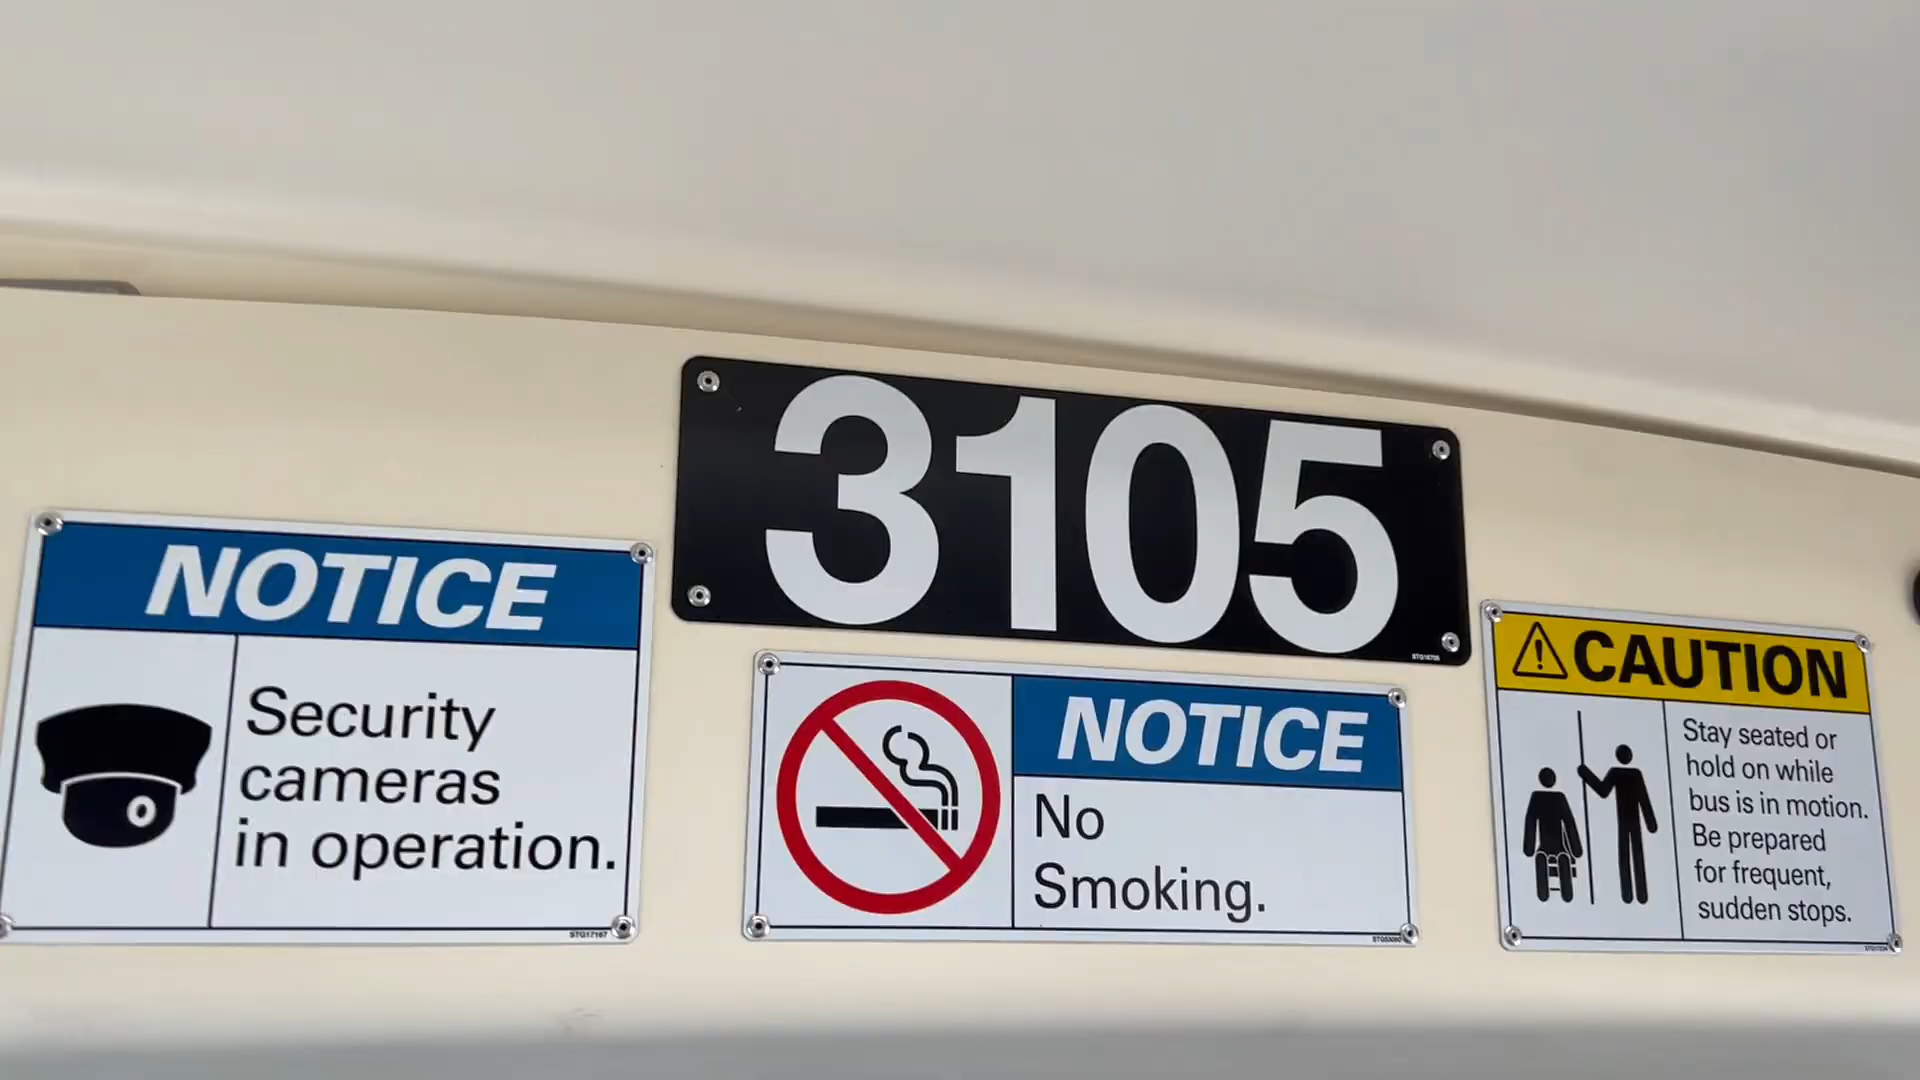 3105
NOTICE
Security
cameras
in operation.
STG17167
NOTICE
No
Smoking.
CAUTION
Stay seated or
hold on while
bus is in motion.
Be prepared
for frequent,
sudden stops.